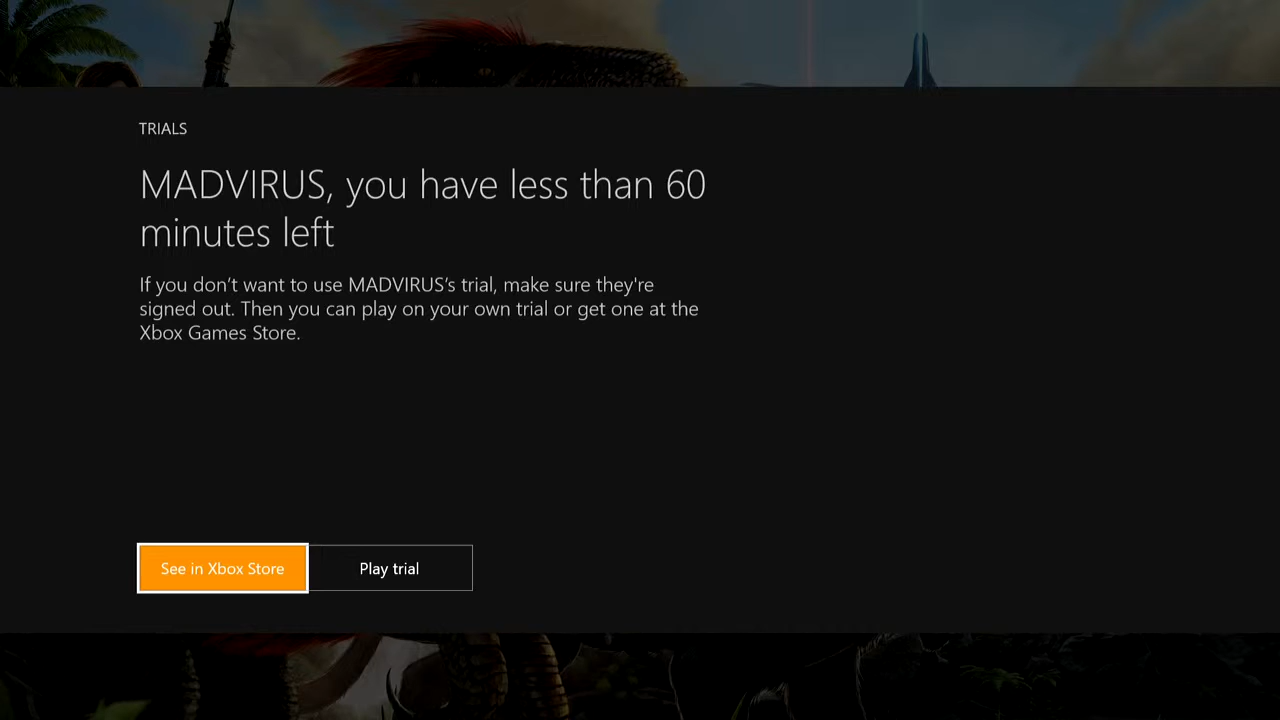 TRIALS
MADVIRUS, you have less than 60
minutes left
If you don’t want to use MADVIRUS’s trial, make sure they're
signed out. Then you can play on your own trial or get one at the
Xbox Games Store.
See in Xbox Store
Play trial